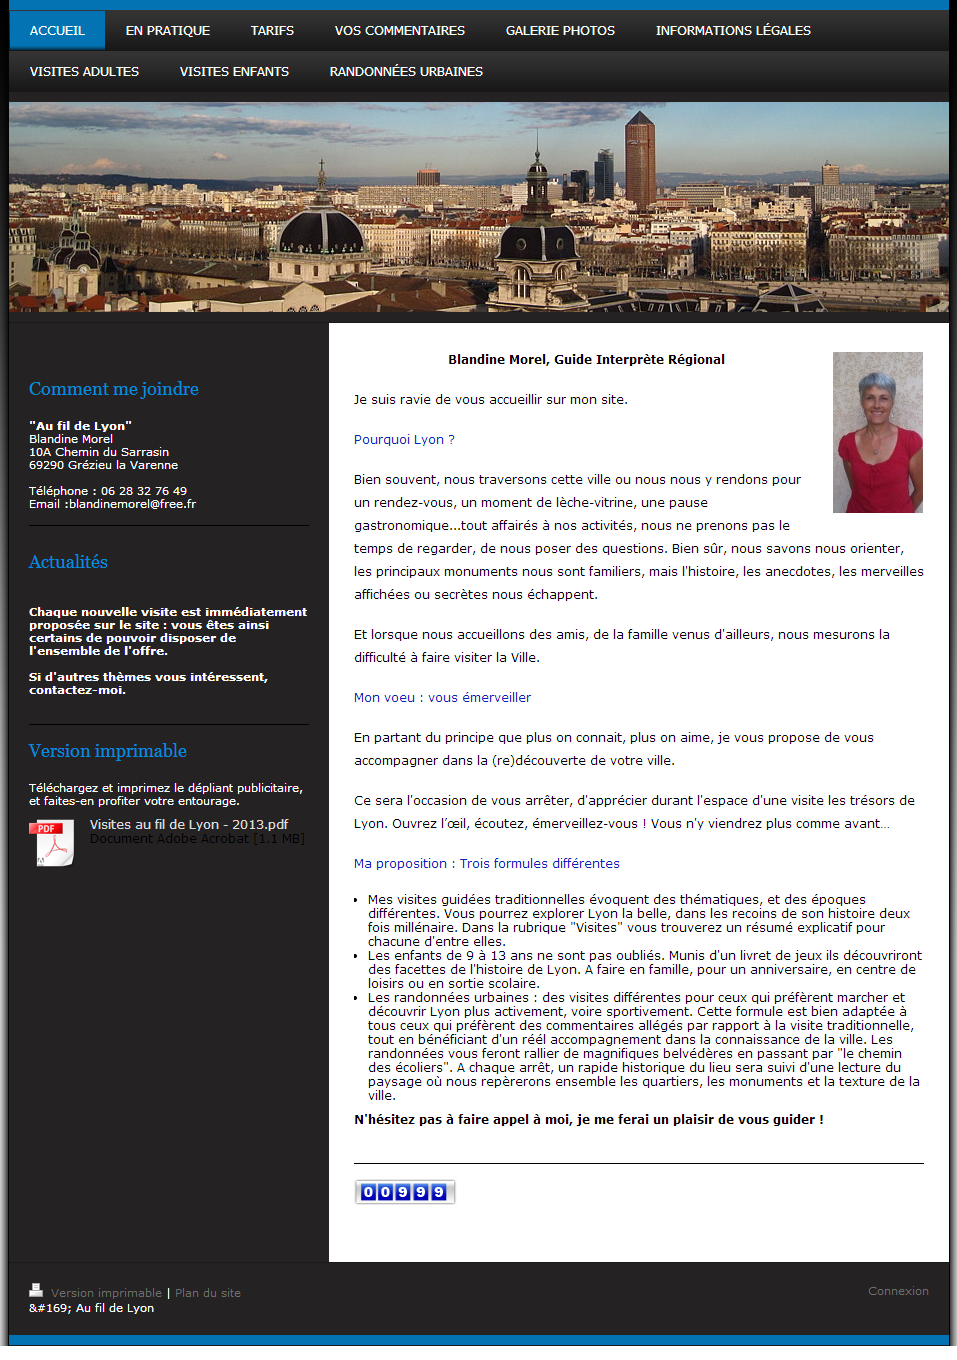 ACCUEIL EN PRATIQUE TARIFS VOS COMMENTAIRES GALERIE PHOTOS INFORMATIONS LÉGALES
VISITES ADULTES VISITES ENFANTS RANDONNÉES URBAINES
Comment me joindre
"Au fil de Lyon"
Blandine Morel
10A Chemin du Sarrasin
69290 Grézieu la Varenne
Téléphone : 06 28 32 76 49
Email :blandinemorel@free.fr
Actualités
Chaque nouvelle visite est immédiatement
proposée sur le site : vous êtes ainsi
certains de pouvoir disposer de
l'ensemble de l'offre.
Si d'autres thèmes vous intéressent,
contactez-moi.
Version imprimable
Téléchargez et imprimez le dépliant publicitaire,
et faites-en profiter votre entourage.
PDF
Visites au fil de Lyon - 2013.pdf
Document Adobe Acrobat [1.1 MB]
Blandine Morel, Guide Interprète Régional
Je suis ravie de vous accueillir sur mon site.
Pourquoi Lyon ?
Bien souvent, nous traversons cette ville ou nous nous y rendons pour
un rendez-vous, un moment de lèche-vitrine, une pause
gastronomique...tout affairés à nos activités, nous ne prenons pas le
temps de regarder, de nous poser des questions. Bien sûr, nous savons nous orienter,
les principaux monuments nous sont familiers, mais l'histoire, les anecdotes, les merveilles
affichées ou secrètes nous échappent.
Et lorsque nous accueillons des amis, de la famille venus d'ailleurs, nous mesurons la
difficulté à faire visiter la Ville.
Mon voeu : vous émerveiller
En partant du principe que plus on connait, plus on aime, je vous propose de vous
accompagner dans la (re)découverte de votre ville.
Ce sera l'occasion de vous arrêter, d'apprécier durant l'espace d'une visite les trésors de
Lyon. Ouvrez l'œil, écoutez, émerveillez-vous ! Vous n'y viendrez plus comme avant...
Ma proposition : Trois formules différentes
• Mes visites guidées traditionnelles évoquent des thématiques, et des époques
différentes. Vous pourrez explorer Lyon la belle, dans les recoins de son histoire deux
fois millénaire. Dans la rubrique "Visites" vous trouverez un résumé explicatif pour
chacune d'entre elles.
• Les enfants de 9 à 13 ans ne sont pas oubliés. Munis d'un livret de jeux ils découvriront
des facettes de l'histoire de Lyon. A faire en famille, pour un anniversaire, en centre de
loisirs ou en sortie scolaire.
• Les randonnées urbaines : des visites différentes pour ceux qui préfèrent marcher et
découvrir Lyon plus activement, voire sportivement. Cette formule est bien adaptée à
tous ceux qui préfèrent des commentaires allégés par rapport à la visite traditionnelle,
tout en bénéficiant d'un réél accompagnement dans la connaissance de la ville. Les
randonnées vous feront rallier de magnifiques belvédères en passant par "le chemin
des écoliers". A chaque arrêt, un rapide historique du lieu sera suivi d'une lecture du
paysage où nous repèrerons ensemble les quartiers, les monuments et la texture de la
ville.
N'hésitez pas à faire appel à moi, je me ferai un plaisir de vous guider !
00999
Version imprimable | Plan du site
&#169; Au fil de Lyon
Connexion